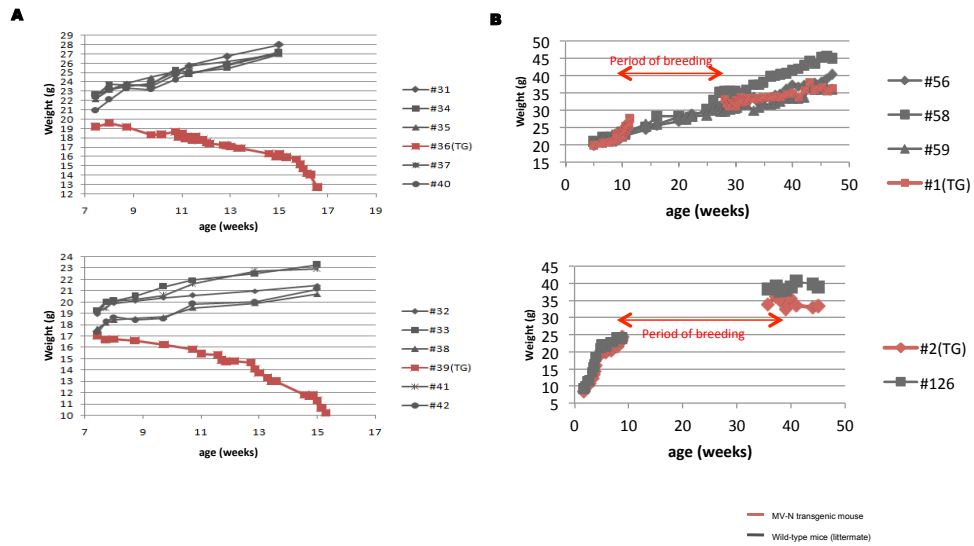 A
B
29
28
27
26
25
24
23
22
21
20
19
18
17
16
15
14
13
12
Weight (g)
7 9 11 13 15 17 19
age (weeks)
#31
#34
#35
#36(TG)
#37
#40
50
45
40
35
30
25
20
15
Weight (g)
Period of breeding
0 10 20 30 40 50
age (weeks)
#56
#58
#59
#1(TG)
24
23
22
21
20
19
18
17
16
15
14
13
12
11
10
Weight (g)
7 9 11 13 15 17
age (weeks)
#32
#33
#38
#39(TG)
#41
#42
45
40
35
30
25
20
15
10
5
Weight (g)
Period of breeding
0 10 20 30 40 50
age (weeks)
#2(TG)
#126
MV-N transgenic mouse
Wild-type mice (littermate)